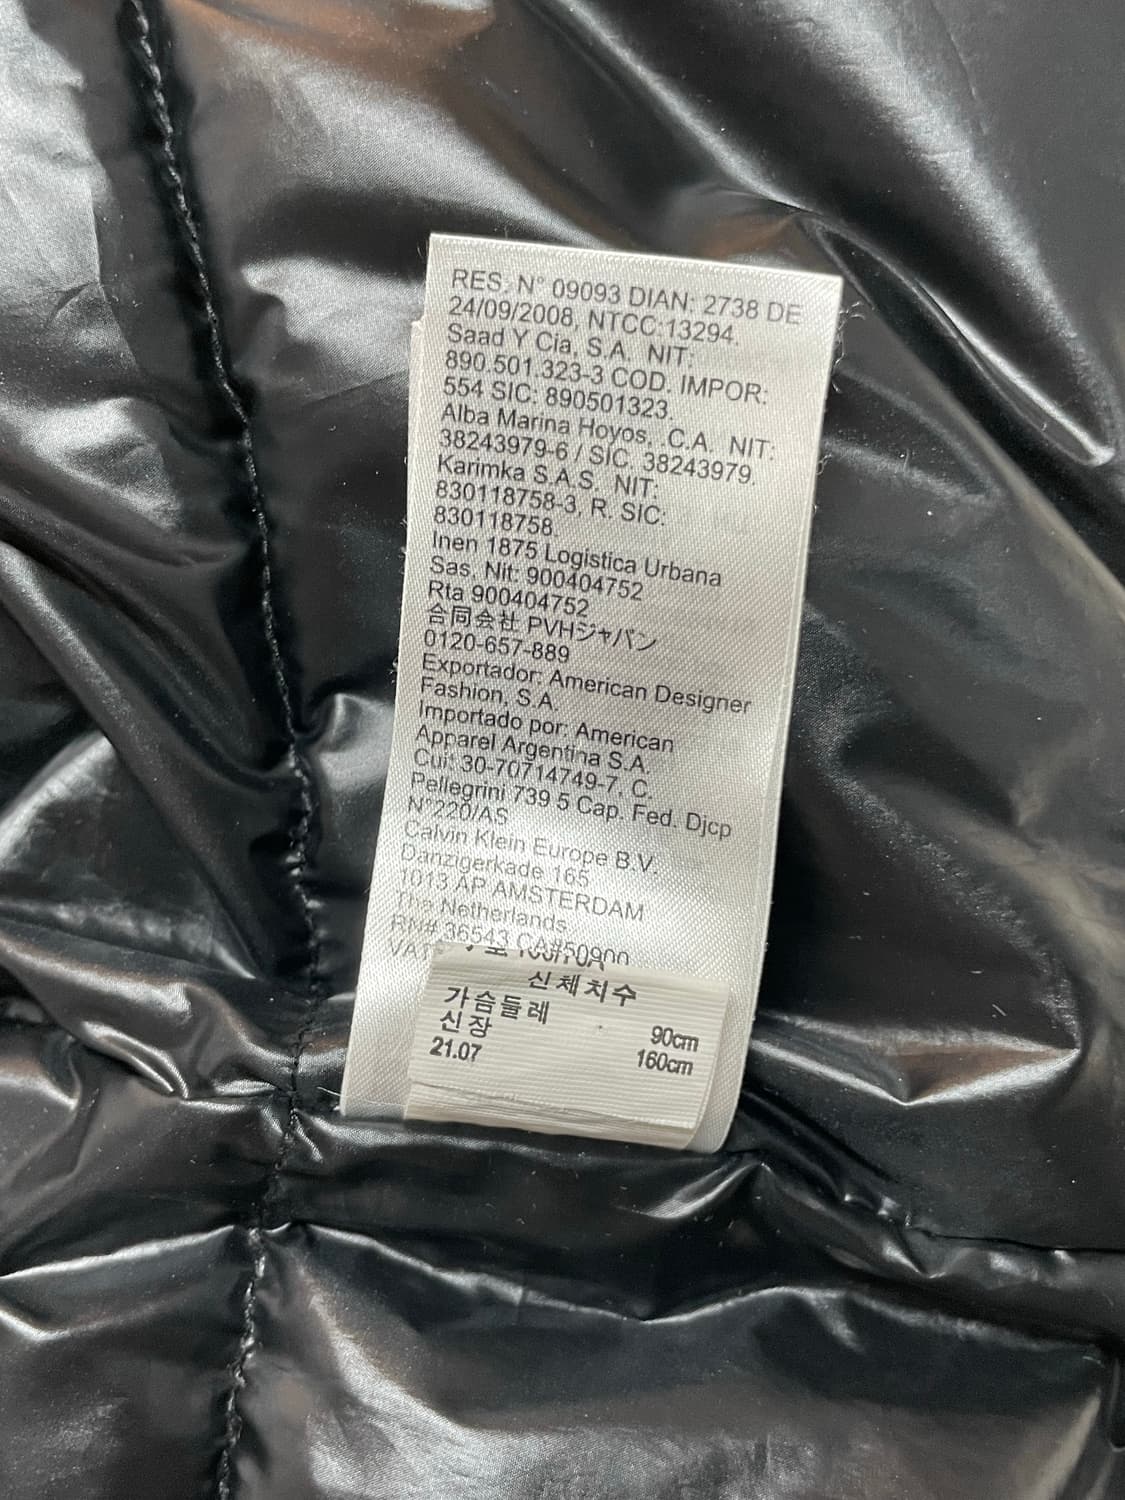 RES. N° 09093 DIAN: 2738 DE
24/09/2008, NTCC:13294.
Saad Y Cia, S.A. NIT:
890.501.323-3 COD. IMPOR:
554 SIC: 890501323.
Alba Marina Hoyos, .C.A. NIT:
38243979-6 / SIC. 38243979.
Karimka S.A.S. NIT:
830118758-3, R. SIC:
830118758.
Inen 1875 Logistica Urbana
Sas, Nit: 900404752
Rta 900404752
合同会社 PVHジャパン
0120-657-889
Exportador: American Designer
Fashion, S.A.
Importado por: American
Apparel Argentina S.A.
Cuit 30-70714749-7, C.
Pellegrini 739 5 Cap. Fed. Djcp
N°220/AS
Calvin Klein Europe B.V.
Danzigerkade 165
1013 AP AMSTERDAM
The Netherlands
RN# 36543 CA#50900
VAT
신체치수
가슴둘레 90cm
신장 160cm
21.07